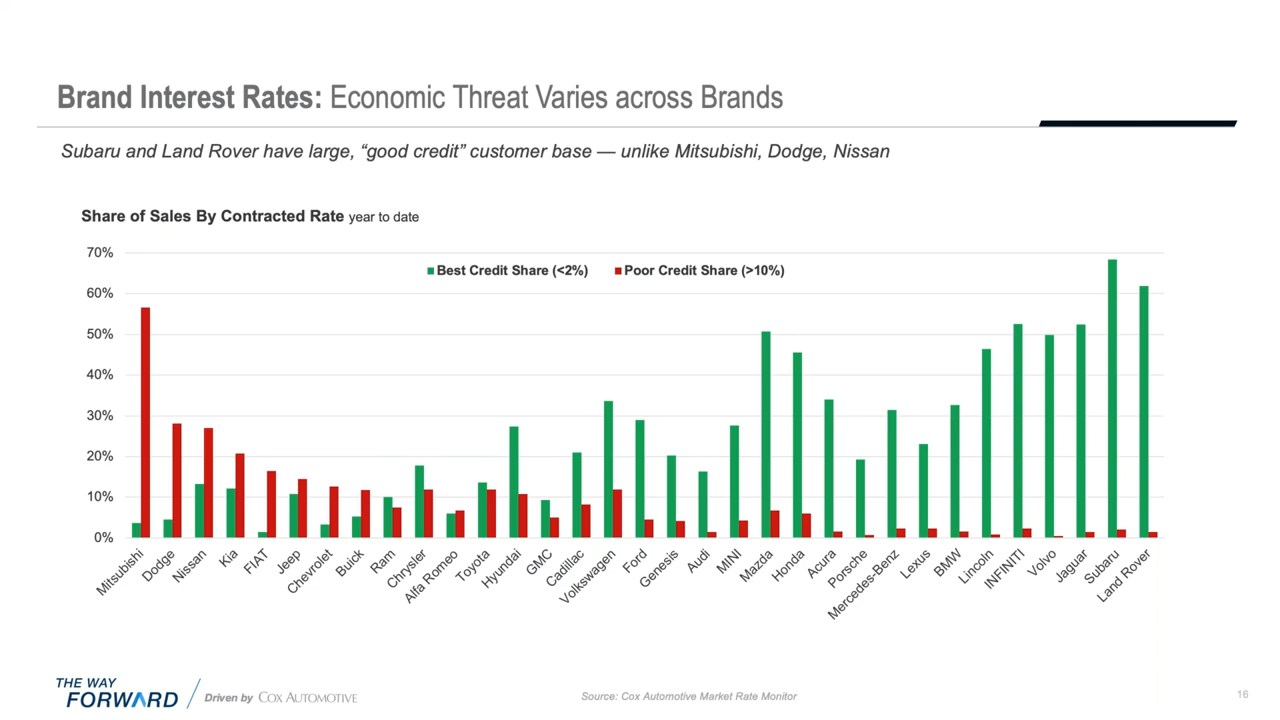 Brand Interest Rates: Economic Threat Varies across Brands
Subaru and Land Rover have large, “good credit” customer base — unlike Mitsubishi, Dodge, Nissan
Share of Sales By Contracted Rate year to date
70%
60%
50%
40%
30%
20%
10%
0%
Best Credit Share (<2%)
Poor Credit Share (>10%)
Mitsubishi
Dodge
Nissan
Kia
FIAT
Jeep
Chevrolet
Buick
Ram
Chrysler
Alfa Romeo
Toyota
Hyundai
GMC
Cadillac
Volkswagen
Ford
Genesis
Audi
MINI
Mazda
Honda
Acura
Porsche
Mercedes-Benz
Lexus
BMW
Lincoln
INFINITI
Volvo
Jaguar
Subaru
Land Rover
THE WAY
FORWARD
Driven by COX AUTOMOTIVE
Source: Cox Automotive Market Rate Monitor
16